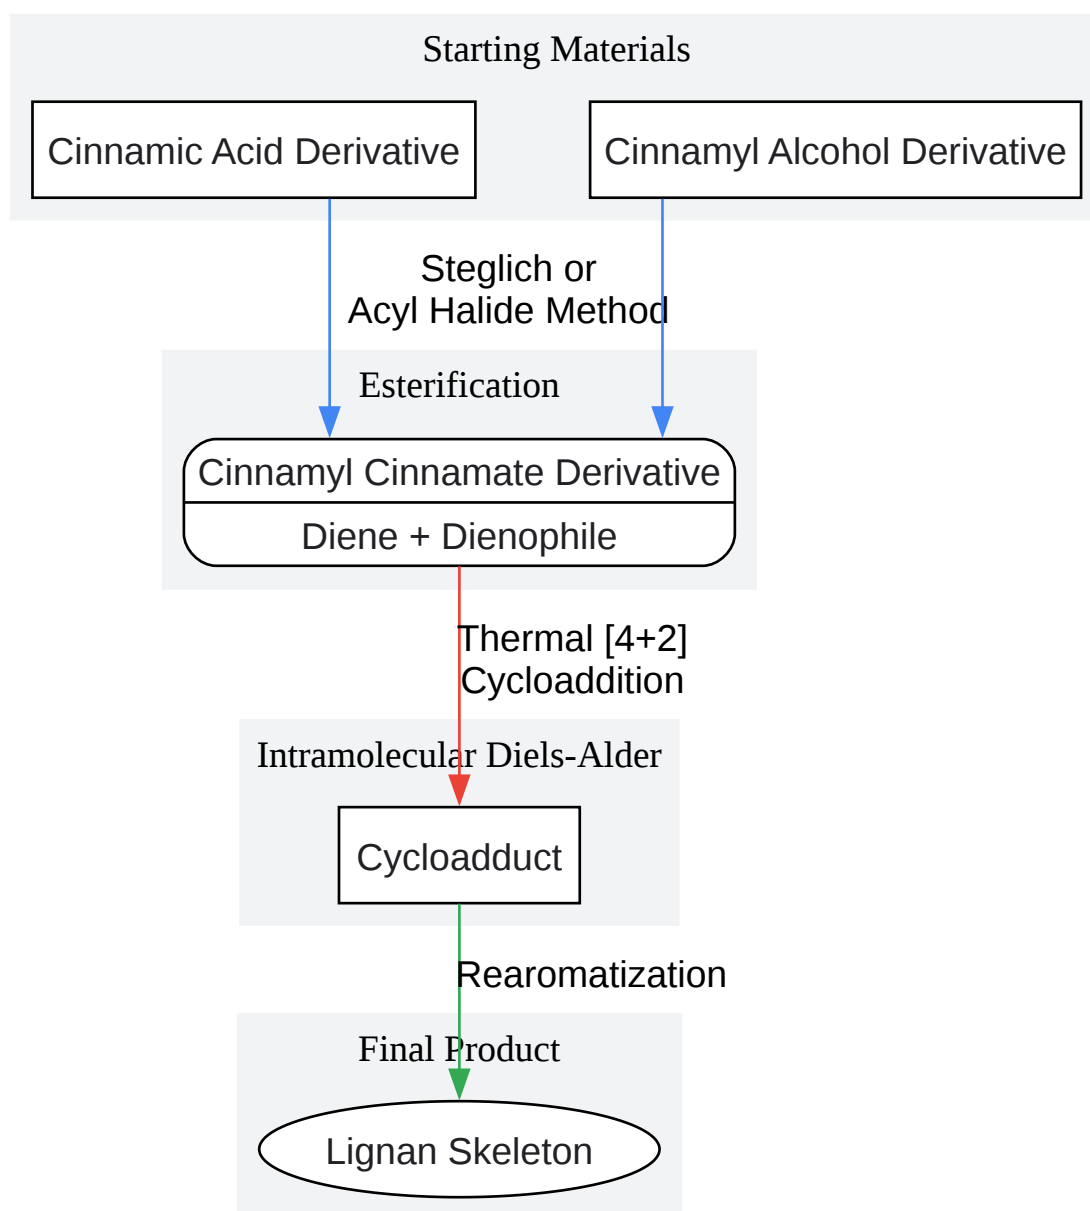 Starting Materials
Cinnamic Acid Derivative
Cinnamyl Alcohol Derivative
Steglich or
Acyl Halide Method
Esterification
Cinnamyl Cinnamate Derivative
Diene + Dienophile
Thermal [4+2]
Cycloaddition
Intramolecular Diels-Alder
Cycloadduct
Rearomatization
Final Product
Lignan Skeleton